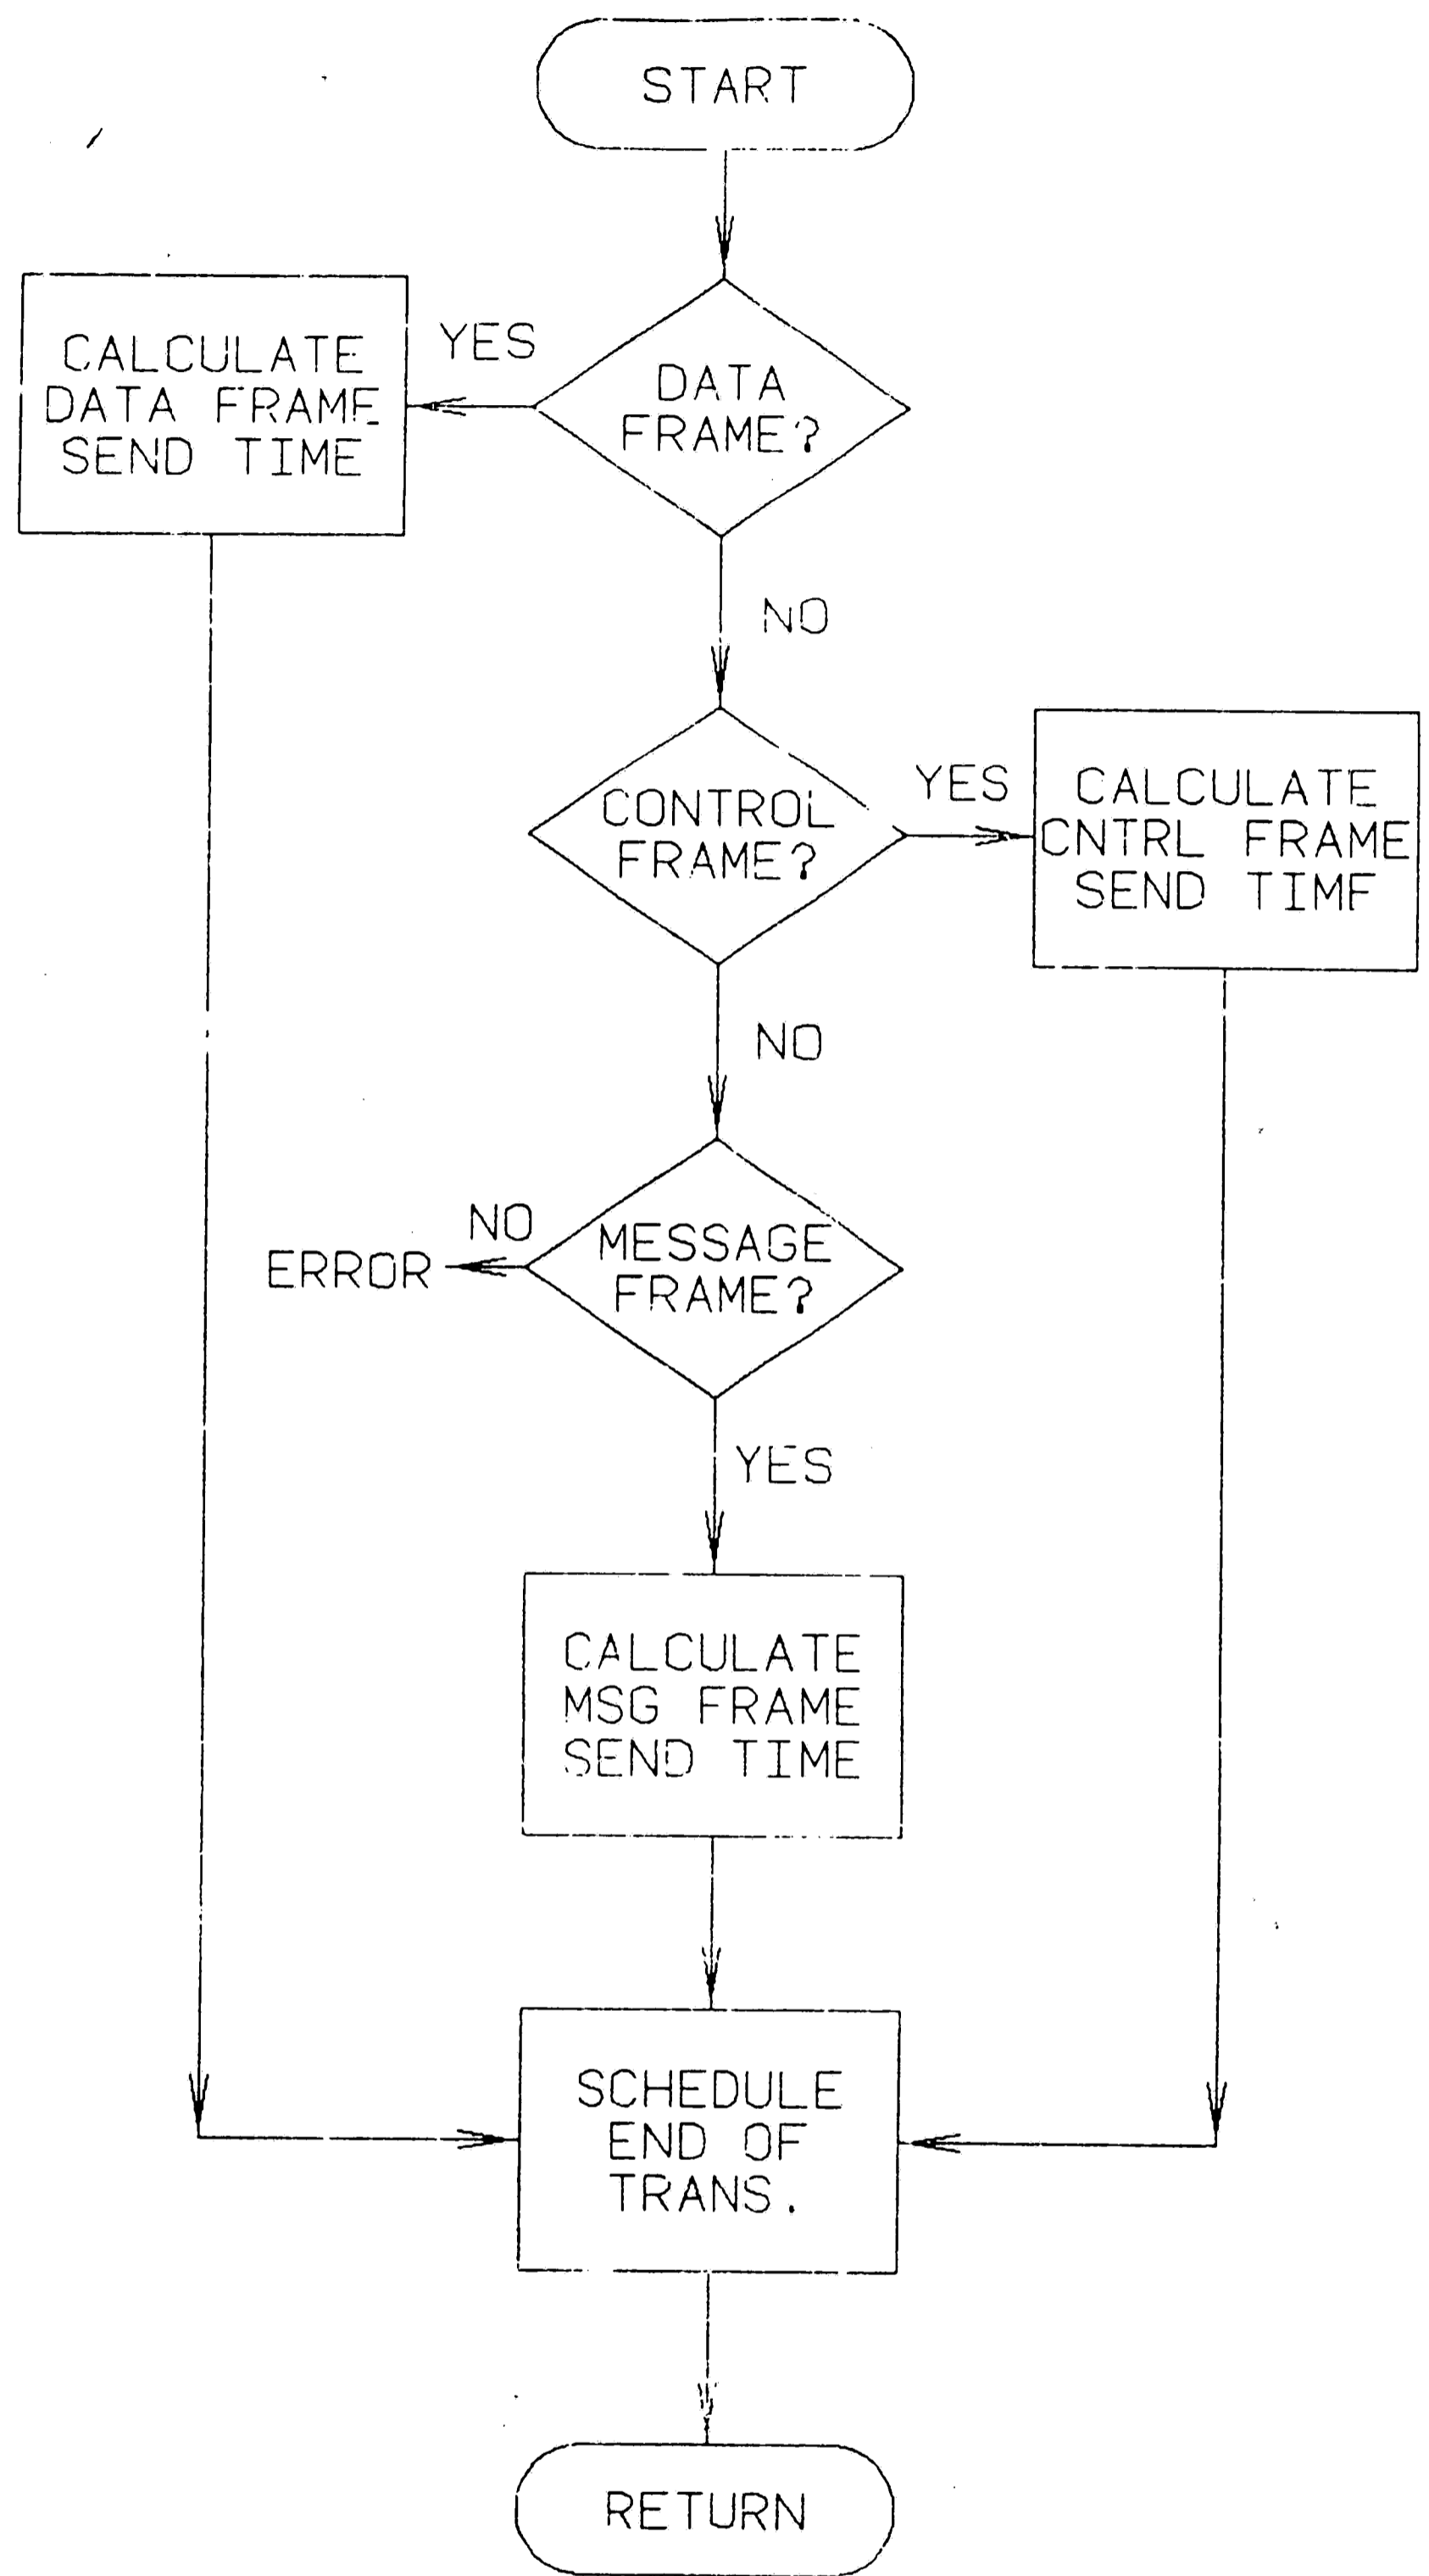 START
YES
DATA
FRAME?
CALCULATE
DATA FRAME
SEND TIME
NO
CONTROL
FRAME?
YES
CALCULATE
CNTRL FRAME
SEND TIME
NO
MESSAGE
FRAME?
NO
ERROR
YES
CALCULATE
MSG FRAME
SEND TIME
SCHEDULE
END OF
TRANS.
RETURN